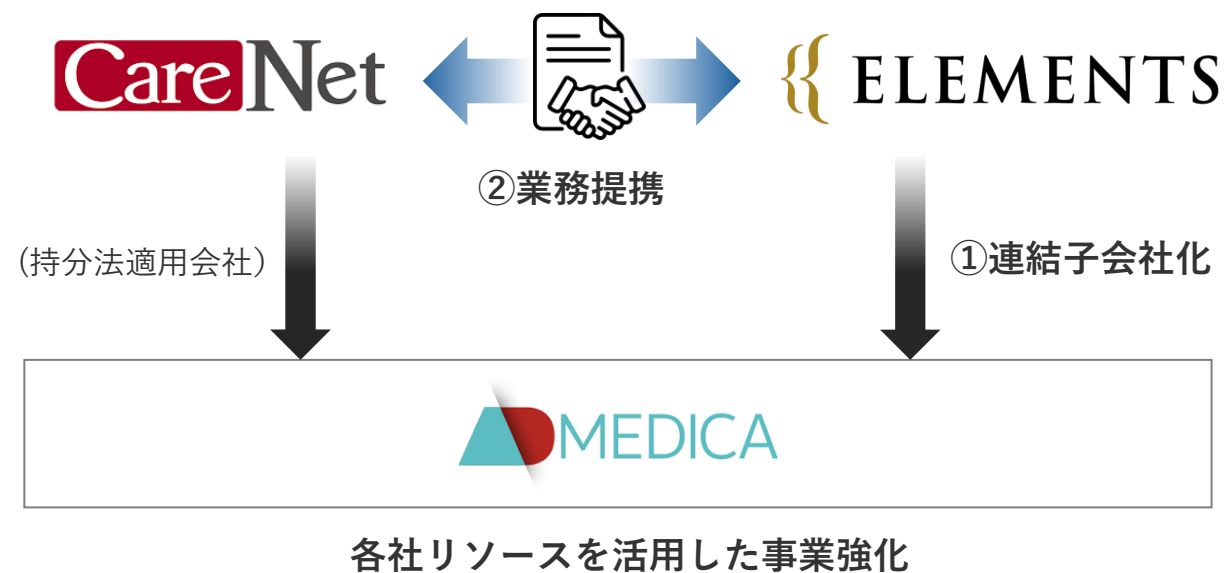 CareNet
ELEMENTS
②業務提携
(持分法適用会社)
①連結子会社化
ADMEDICA
各社リソースを活用した事業強化